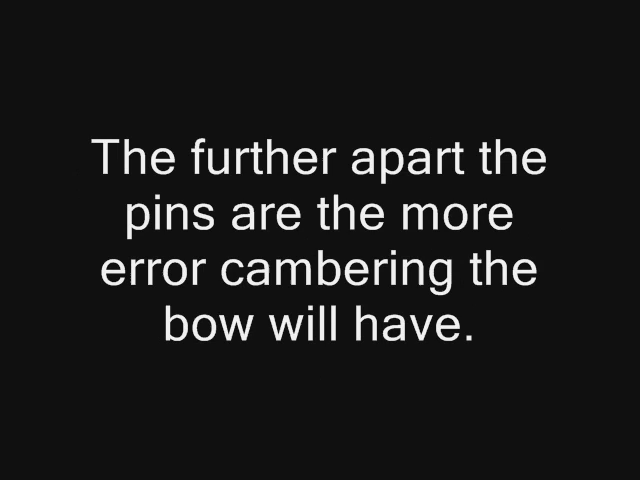 The further apart the
pins are the more
error cambering the
bow will have.